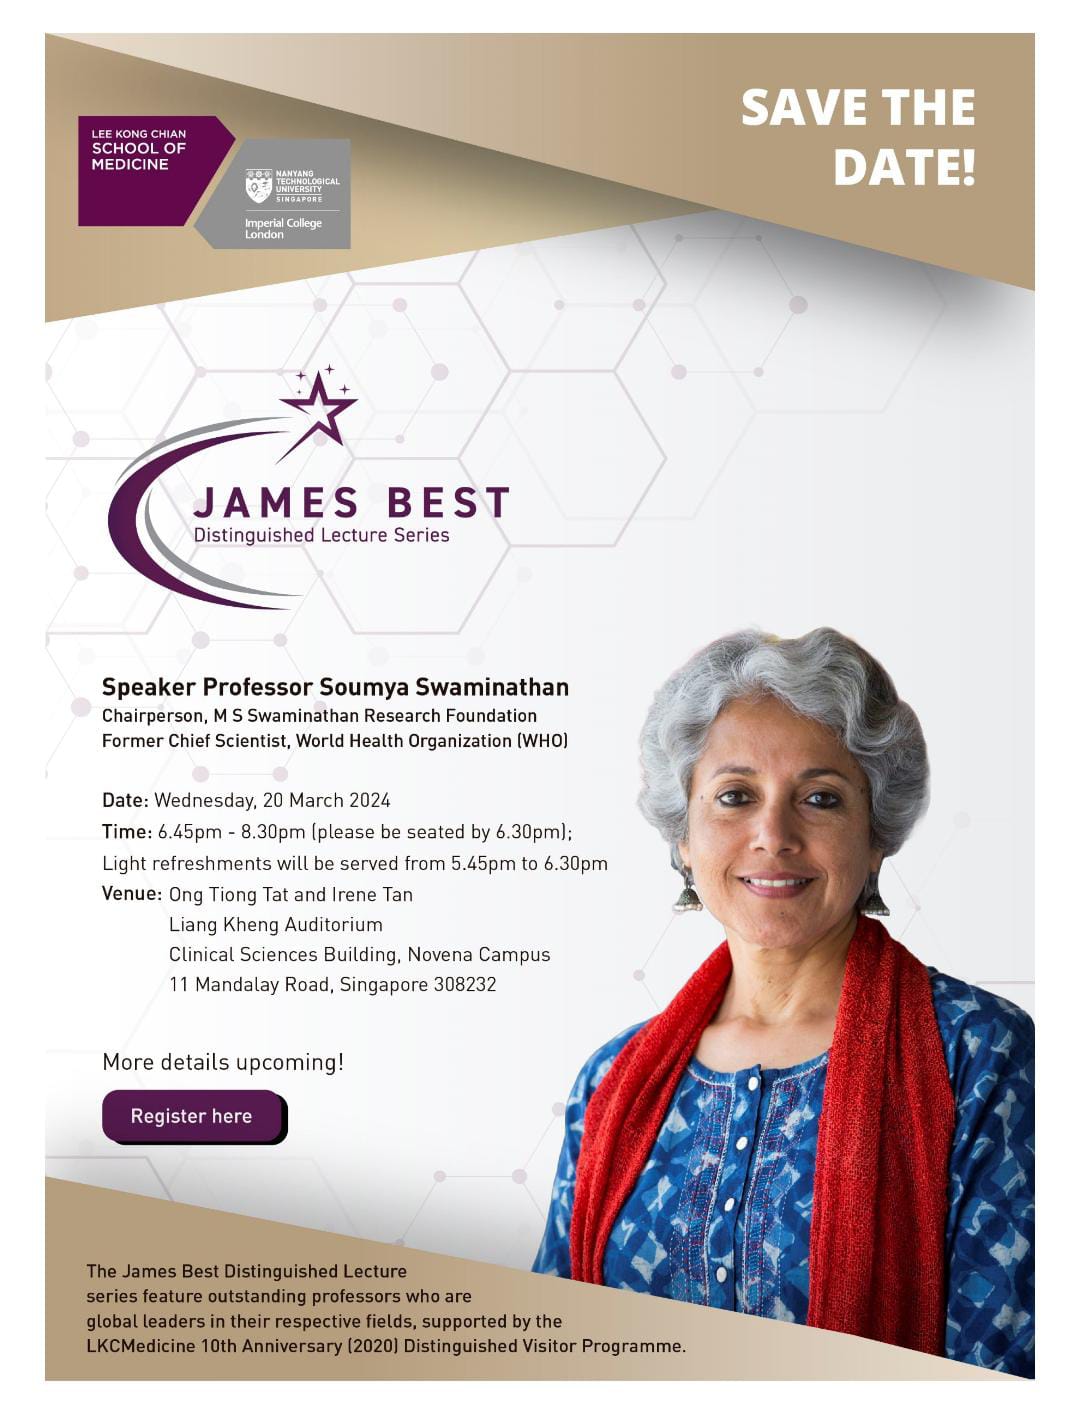 SAVE THE
DATE!
LEE KONG CHIAN
SCHOOL OF
MEDICINE
NANYANG
TECHNOLOGICAL
UNIVERSITY
SINGAPORE
Imperial College
London
JAMES BEST
Distinguished Lecture Series
Speaker Professor Soumya Swaminathan
Chairperson, M S Swaminathan Research Foundation
Former Chief Scientist, World Health Organization (WHO)
Date: Wednesday, 20 March 2024
Time: 6.45pm - 8.30pm (please be seated by 6.30pm);
Light refreshments will be served from 5.45pm to 6.30pm
Venue: Ong Tiong Tat and Irene Tan
Liang Kheng Auditorium
Clinical Sciences Building, Novena Campus
11 Mandalay Road, Singapore 308232
More details upcoming!
Register here
The James Best Distinguished Lecture
series feature outstanding professors who are
global leaders in their respective fields, supported by the
LKCMedicine 10th Anniversary (2020) Distinguished Visitor Programme.